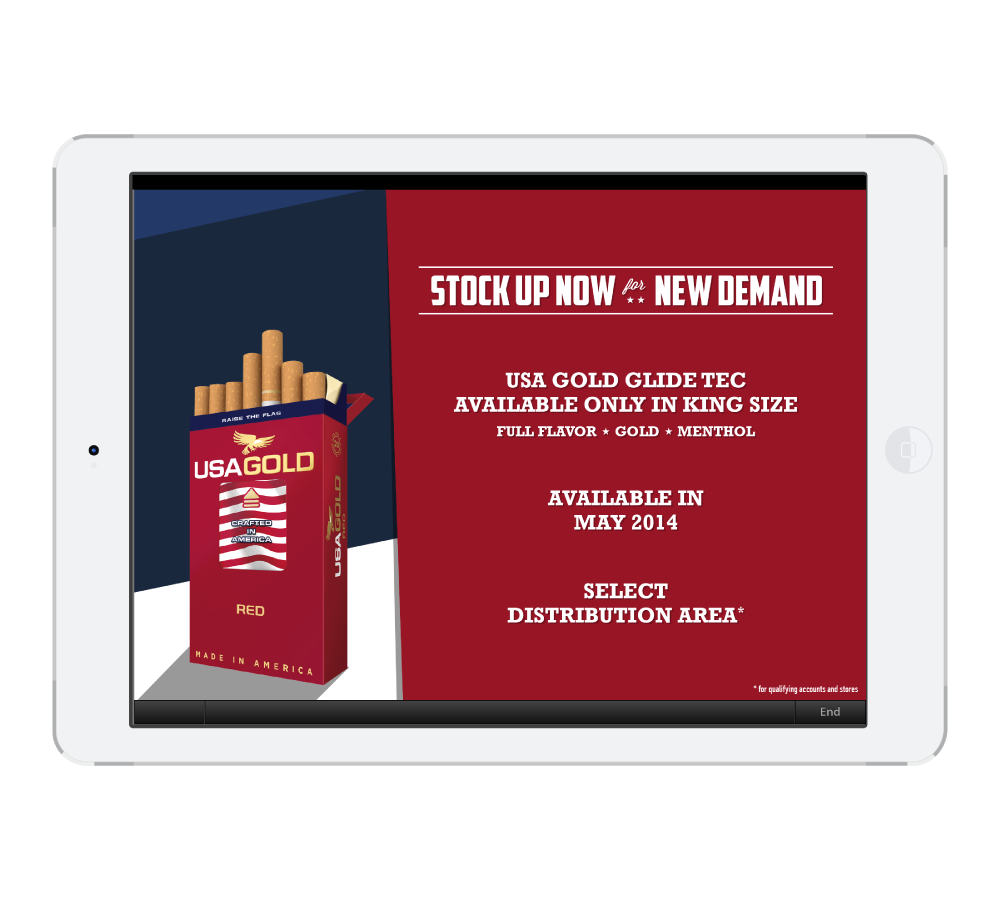 STOCK UP NOW for NEW DEMAND
USA GOLD GLIDE TEC
AVAILABLE ONLY IN KING SIZE
FULL FLAVOR ★ GOLD ★ MENTHOL
AVAILABLE IN
MAY 2014
SELECT
DISTRIBUTION AREA*
* for qualifying accounts and stores
End
RAISE THE FLAG
USAGOLD
CRAFTED
IN
AMERICA
RED
MADE IN AMERICA
USAGOLD
RED